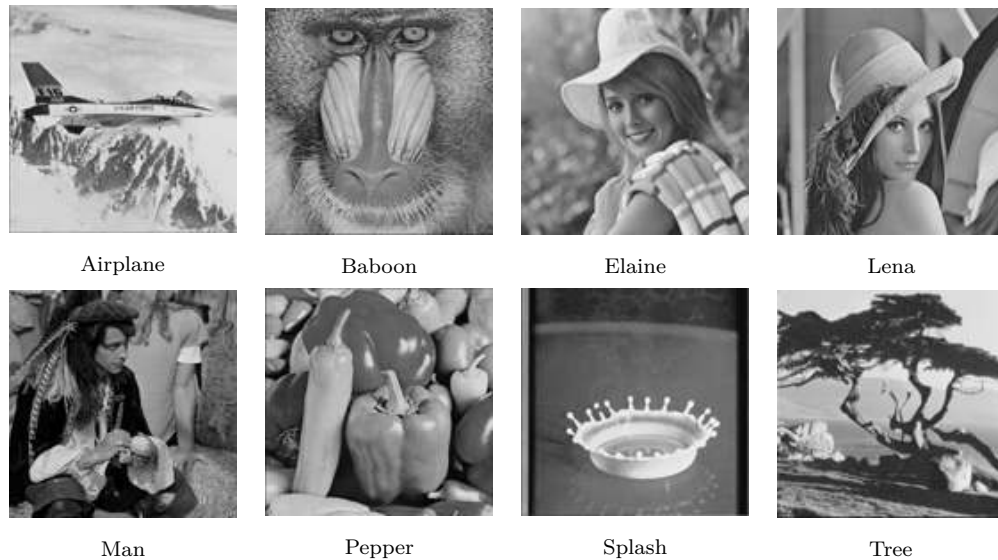 Airplane
Baboon
Elaine
Lena
Man
Pepper
Splash
Tree